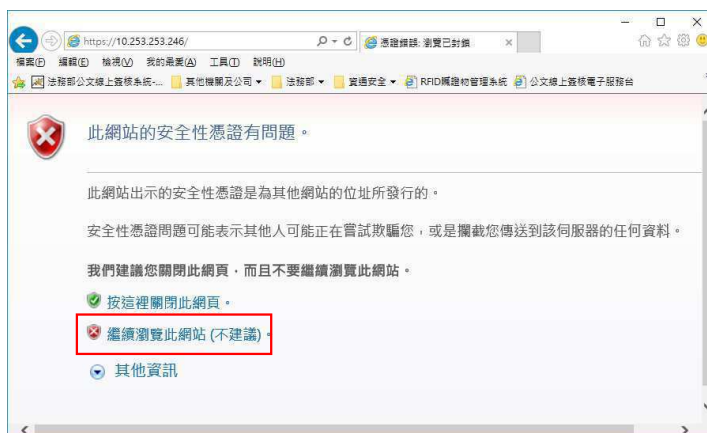 https://10.253.253.246/
憑證錯誤: 瀏覽已封鎖
檔案(F) 編輯(E) 檢視(V) 我的最愛(A) 工具(T) 說明(H)
法務部公文線上簽核系統-... 其他機關及公司 法務部 資通安全 RFID贓證物管理系統 公文線上簽核電子服務台
此網站的安全性憑證有問題。
此網站出示的安全性憑證是為其他網站的位址所發行的。
安全性憑證問題可能表示其他人可能正在嘗試欺騙您，或是攔截您傳送到該伺服器的任何資料。
我們建議您關閉此網頁，而且不要繼續瀏覽此網站。
按這裡關閉此網頁。
繼續瀏覽此網站 (不建議)。
其他資訊